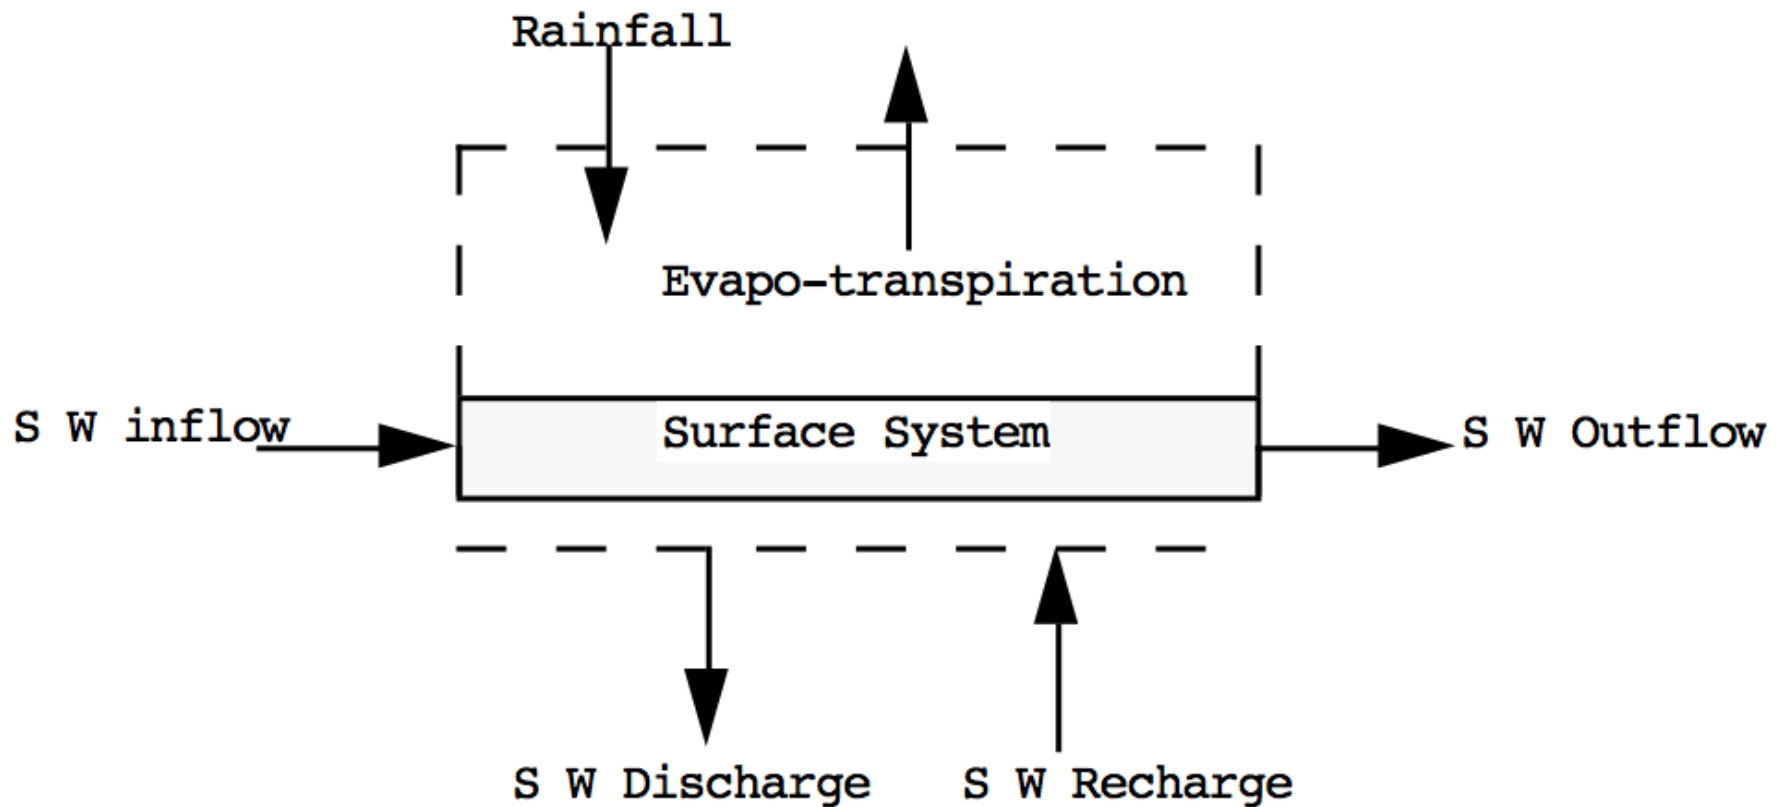 Rainfall
Evapo-transpiration
S W inflow
Surface System
S W Outflow
S W Discharge
S W Recharge